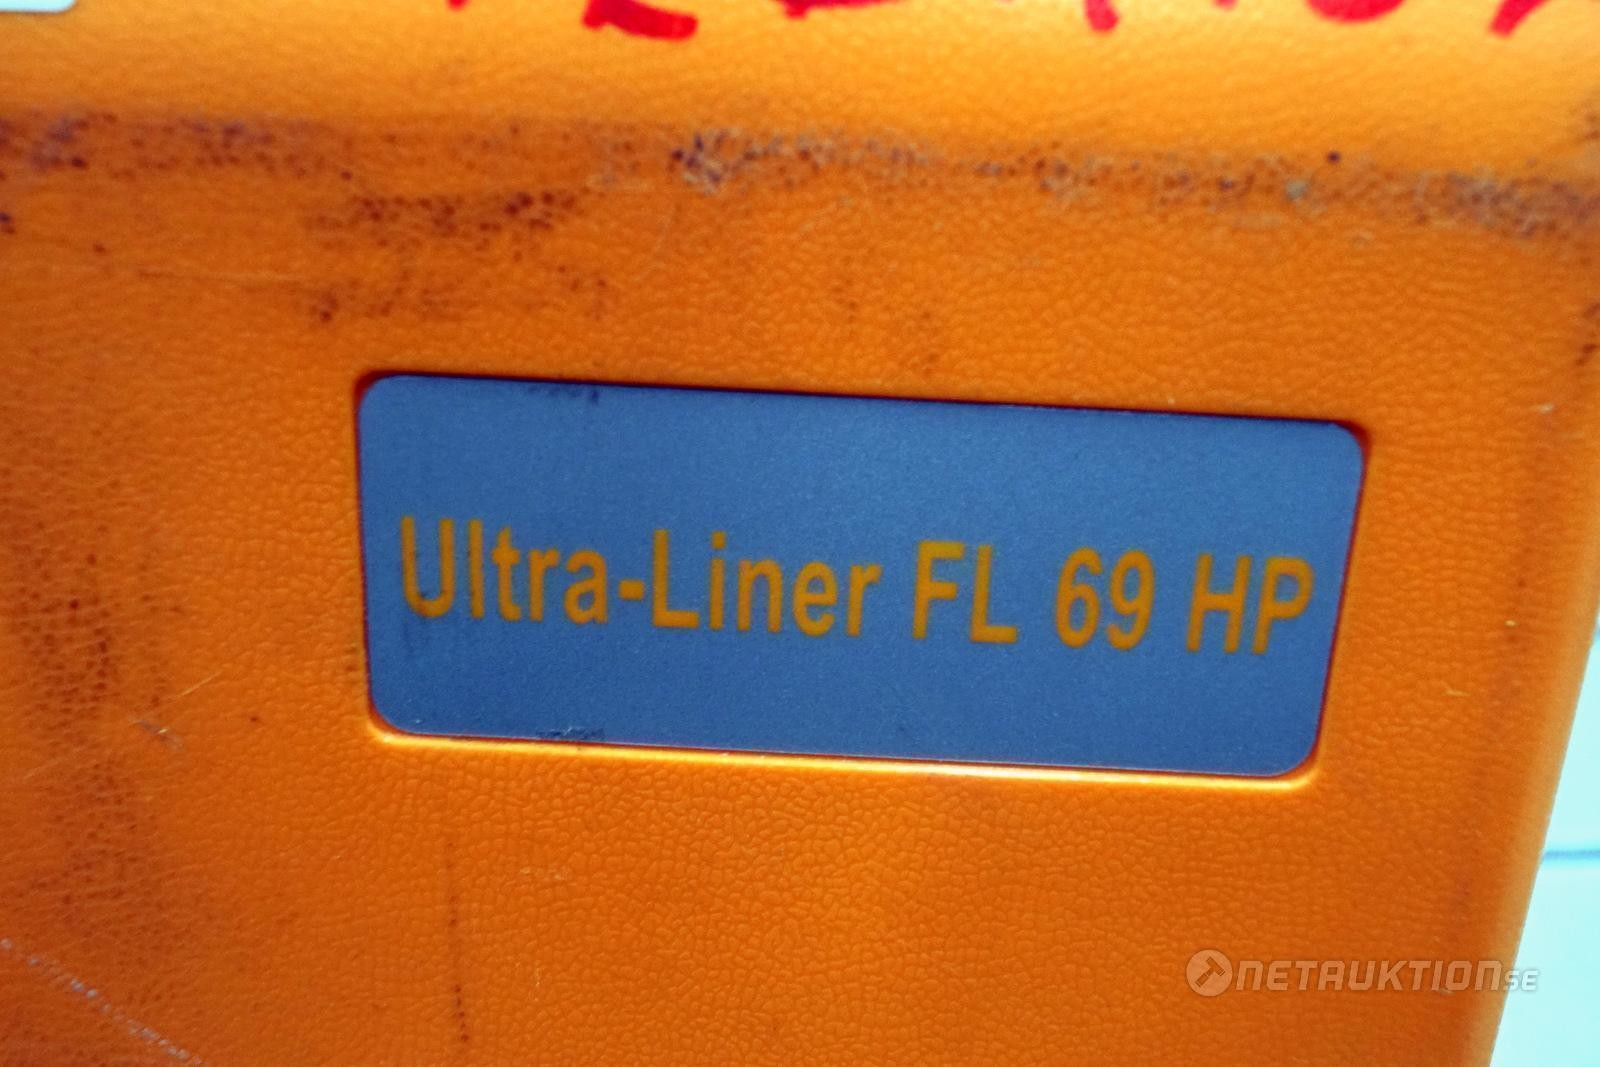 Ultra-Liner FL 69 HP
NETAUKTION.SE